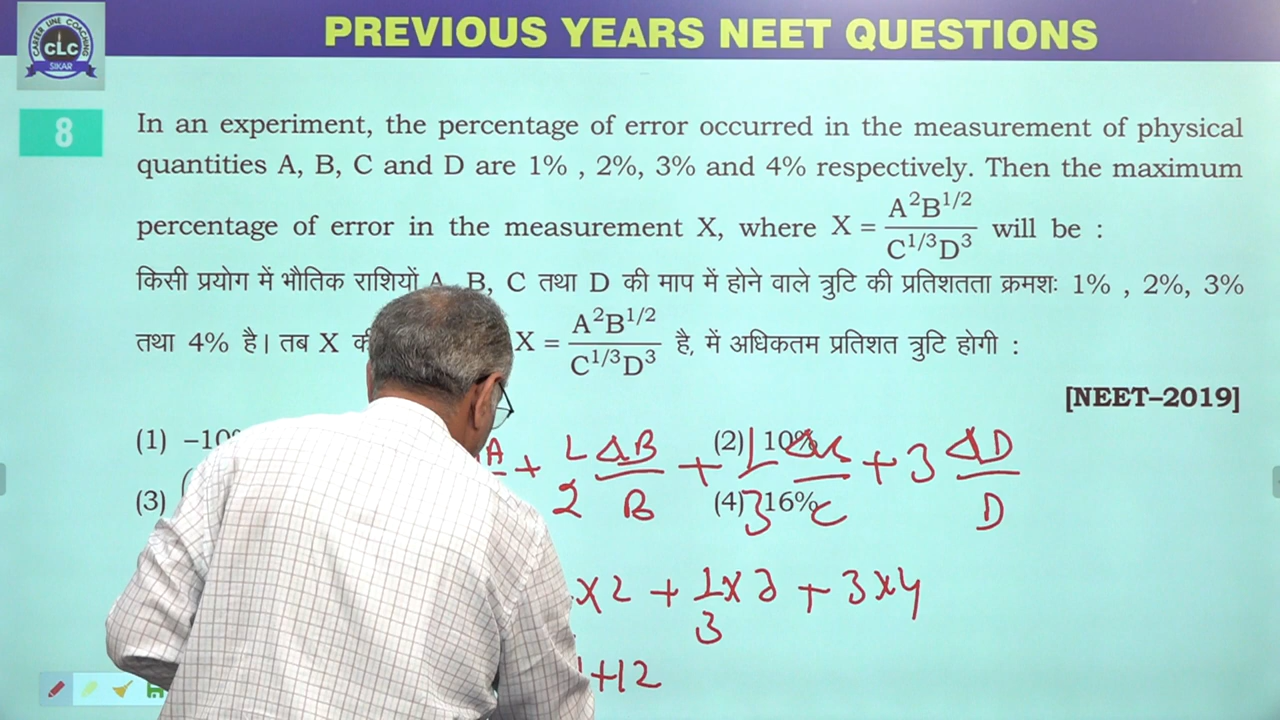 PREVIOUS YEARS NEET QUESTIONS
CAREER LINE COACHING
CLC
SIKAR
8
In an experiment, the percentage of error occurred in the measurement of physical
quantities A, B, C and D are 1% , 2%, 3% and 4% respectively. Then the maximum
percentage of error in the measurement X, where X = A²B^1/2 / C^1/3D³ will be :
किसी प्रयोग में भौतिक राशियों A, B, C तथा D की माप में होने वाले त्रुटि की प्रतिशतता क्रमशः 1% , 2%, 3%
तथा 4% है। तब X X = A²B^1/2 / C^1/3D³ है, में अधिकतम प्रतिशत त्रुटि होगी :
[NEET–2019]
(1) –10% (2) 10%
(3) (4) 16%
A + 1/2 ΔB/B + 1/3 ΔC/C + 3 ΔD/D
×2 + 1/3 ×3 + 3×4
+12